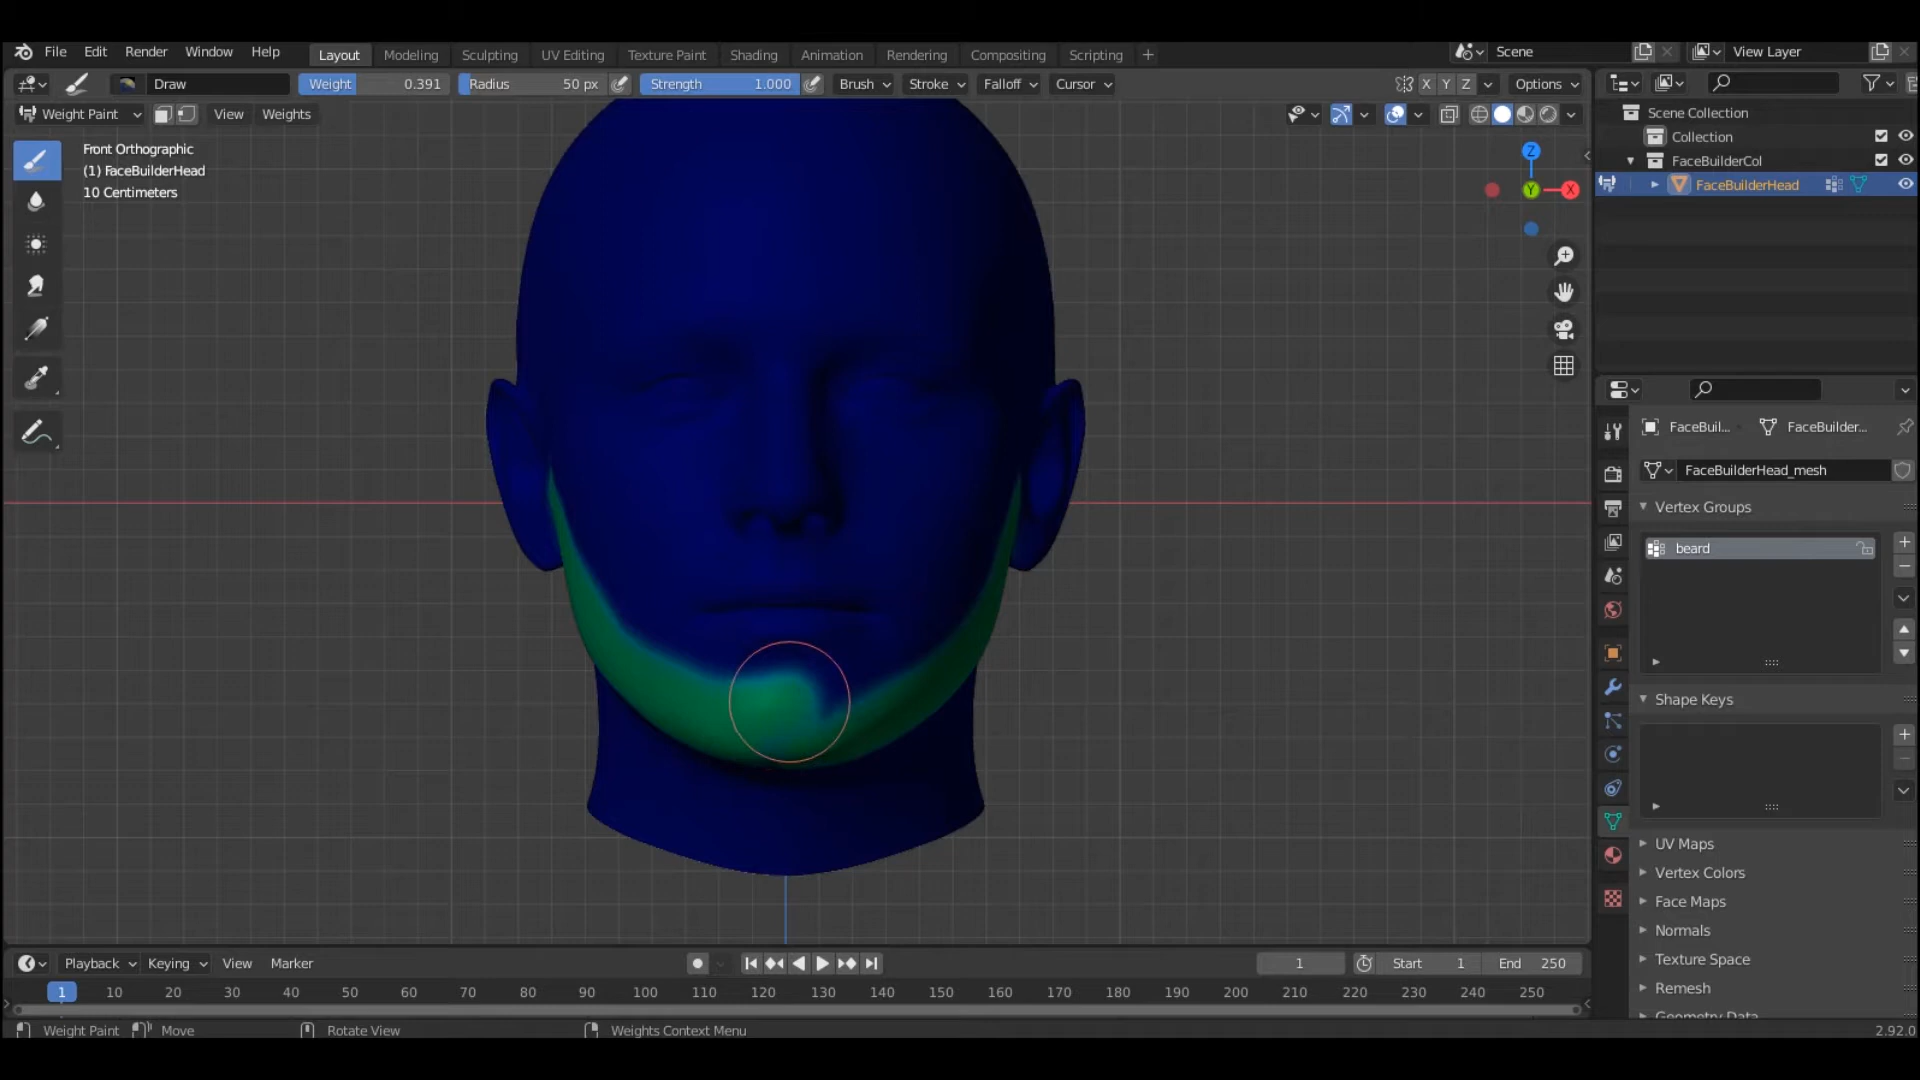 File Edit Render Window Help Layout Modeling Sculpting UV Editing Texture Paint Shading Animation Rendering Compositing Scripting + Scene View Layer
Draw Weight 0.391 Radius 50 px Strength 1.000 Brush Stroke Falloff Cursor X Y Z Options
Weight Paint View Weights
Scene Collection
Collection
FaceBuilderCol
FaceBuilderHead
Front Orthographic
(1) FaceBuilderHead
10 Centimeters
Z
Y X
FaceBuil... FaceBuilder...
FaceBuilderHead_mesh
Vertex Groups
beard
Shape Keys
UV Maps
Vertex Colors
Face Maps
Normals
Texture Space
Remesh
Geometry Data
Playback Keying View Marker 1 Start 1 End 250
1 10 20 30 40 50 60 70 80 90 100 110 120 130 140 150 160 170 180 190 200 210 220 230 240 250
Weight Paint Move Rotate View Weights Context Menu 2.92.0